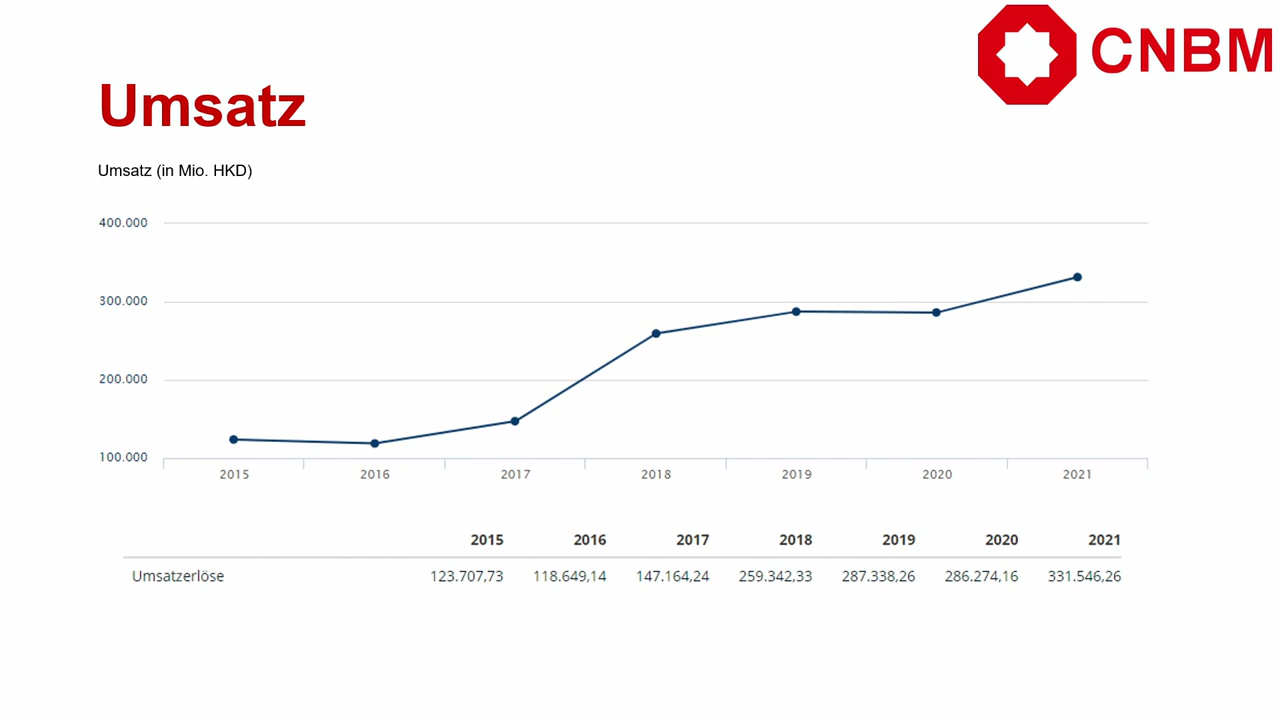 CNBM
Umsatz
Umsatz (in Mio. HKD)
400.000
300.000
200.000
100.000
2015 2016 2017 2018 2019 2020 2021
2015 2016 2017 2018 2019 2020 2021
Umsatzerlöse 123.707,73 118.649,14 147.164,24 259.342,33 287.338,26 286.274,16 331.546,26